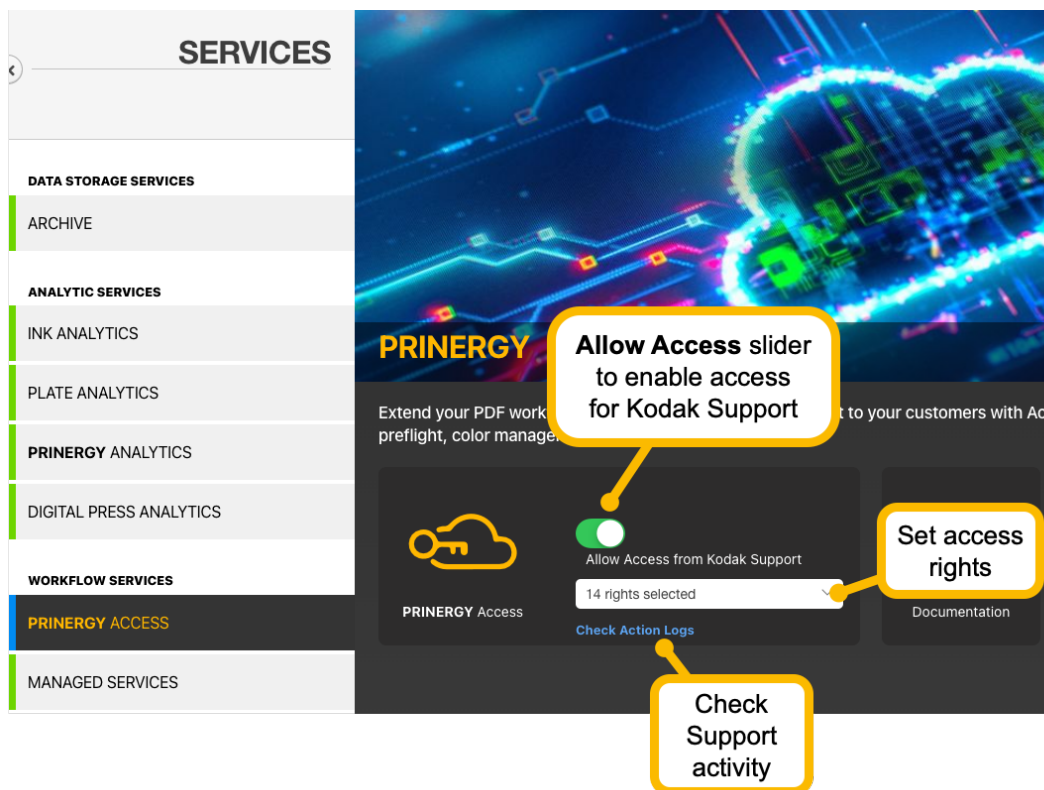 SERVICES
DATA STORAGE SERVICES
ARCHIVE
ANALYTIC SERVICES
INK ANALYTICS
PLATE ANALYTICS
PRINERGY ANALYTICS
DIGITAL PRESS ANALYTICS
WORKFLOW SERVICES
PRINERGY ACCESS
MANAGED SERVICES
PRINERGY
Allow Access slider
to enable access
for Kodak Support
Extend your PDF work t to your customers with Ac
preflight, color manage
Allow Access from Kodak Support
14 rights selected
Check Action Logs
PRINERGY Access
Set access
rights
Documentation
Check
Support
activity